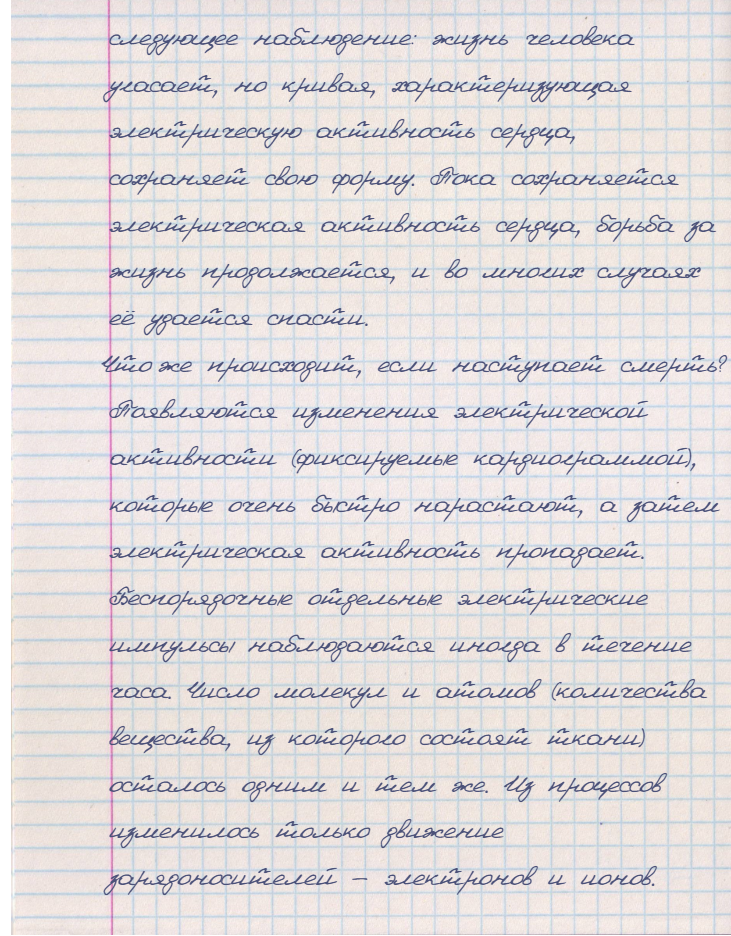 следующее наблюдение: жизнь человека
угасает, но кривая, характеризующая
электрическую активность сердца,
сохраняет свою форму. Пока сохраняется
электрическая активность сердца, борьба за
жизнь продолжается, и во многих случаях
её удается спасти.
Что же происходит, если наступает смерть?
Появляются изменения электрической
активности (фиксируемые кардиограммой),
которые очень быстро нарастают, а затем
электрическая активность пропадает.
Беспорядочные отдельные электрические
импульсы наблюдаются иногда в течение
часа. Число молекул и атомов (количества
вещества, из которого состоят ткани)
осталось одним и тем же. Из процессов
изменилось только движение
зарядоносителей – электронов и ионов.